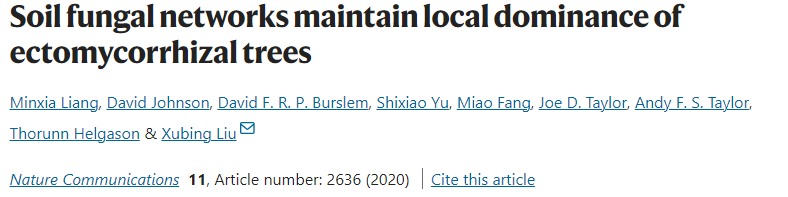 Soil fungal networks maintain local dominance of
ectomycorrhizal trees
Minxia Liang, David Johnson, David F. R. P. Burslem, Shixiao Yu, Miao Fang, Joe D. Taylor, Andy F. S. Taylor,
Thorunn Helgason & Xubing Liu
Nature Communications 11, Article number: 2636 (2020) Cite this article